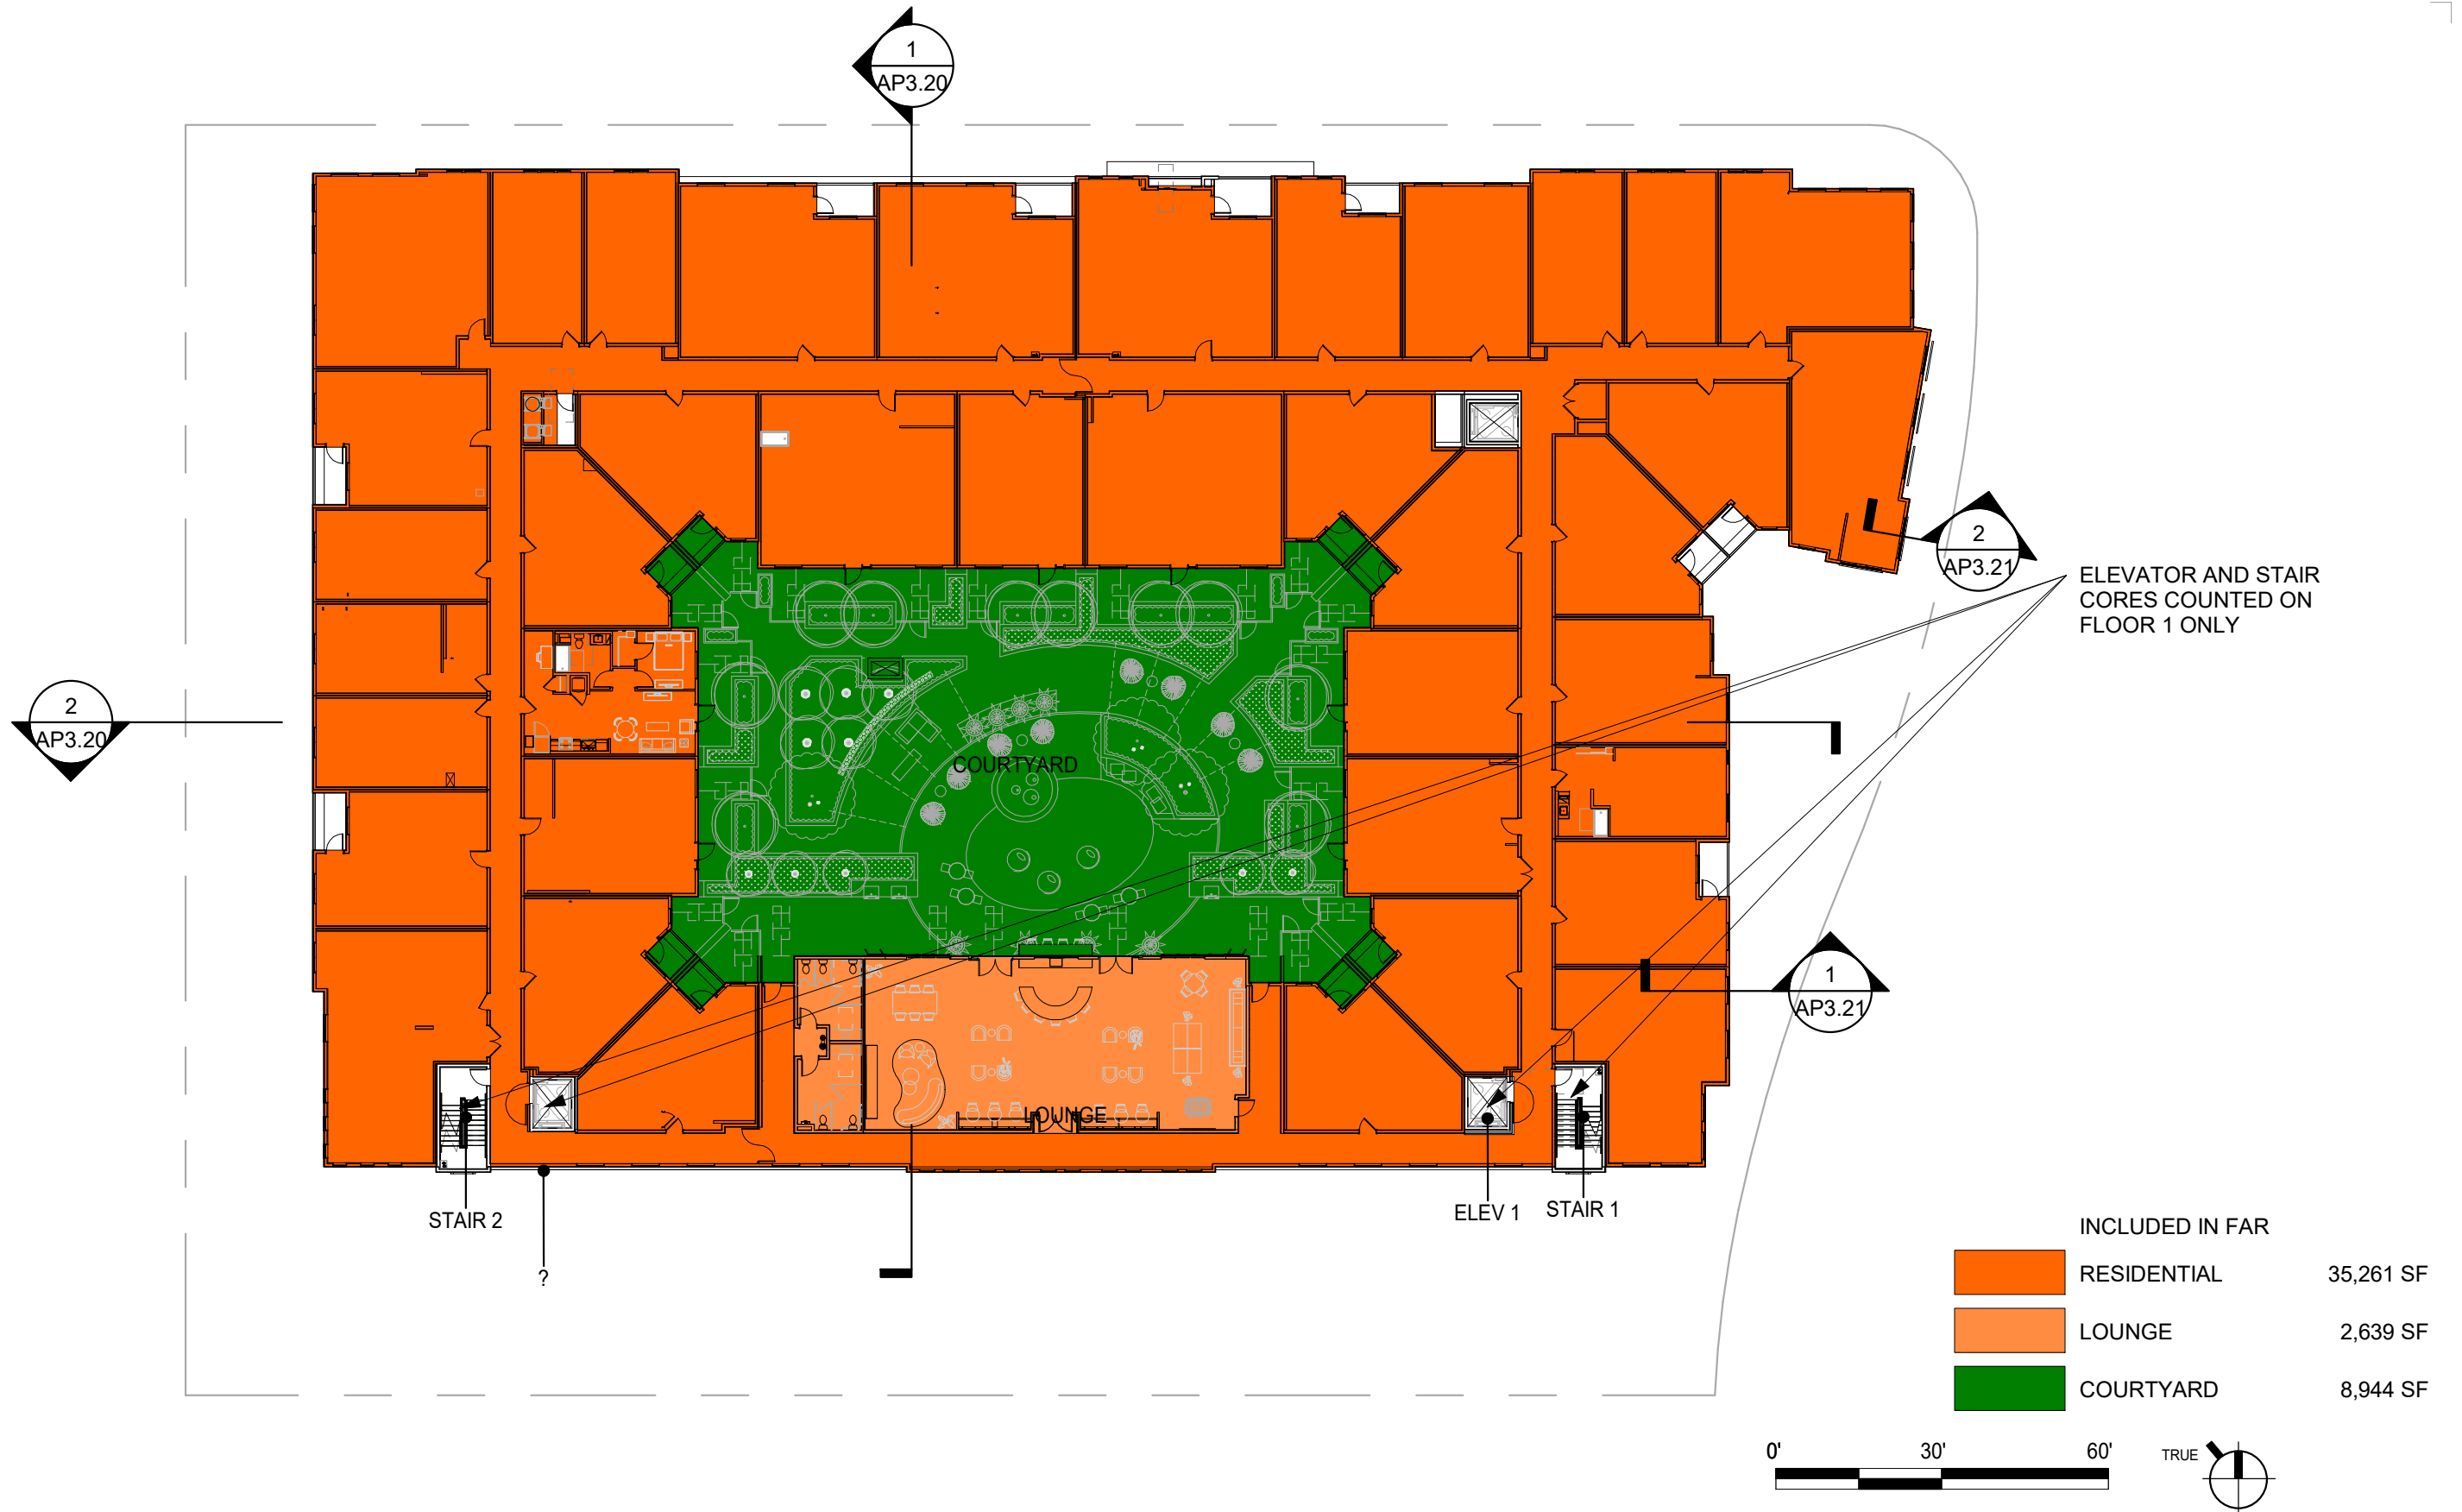 1
AP3.20
2
AP3.21
ELEVATOR AND STAIR
CORES COUNTED ON
FLOOR 1 ONLY
2
AP3.20
COURTYARD
1
AP3.21
LOUNGE
STAIR 2
ELEV 1
STAIR 1
?
INCLUDED IN FAR
RESIDENTIAL 35,261 SF
LOUNGE 2,639 SF
COURTYARD 8,944 SF
0' 30' 60'
TRUE